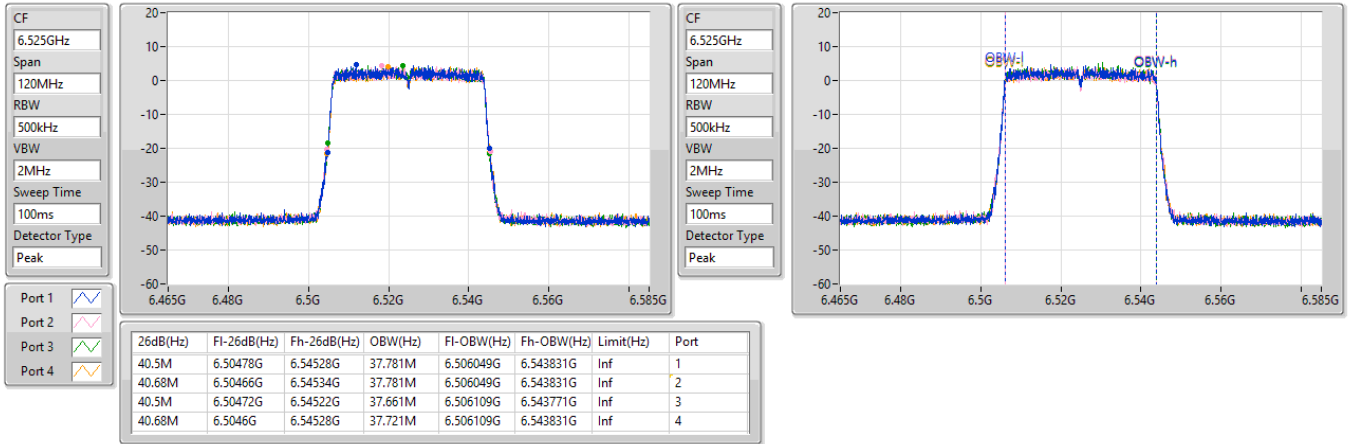 CF
6.525GHz
Span
120MHz
RBW
500kHz
VBW
2MHz
Sweep Time
100ms
Detector Type
Peak
20
10
0
-10
-20
-30
-40
-50
-60
6.465G 6.48G 6.5G 6.52G 6.54G 6.56G 6.585G
CF
6.525GHz
Span
120MHz
RBW
500kHz
VBW
2MHz
Sweep Time
100ms
Detector Type
Peak
20
10
0
-10
-20
-30
-40
-50
-60
OBW-l OBW-h
6.465G 6.48G 6.5G 6.52G 6.54G 6.56G 6.585G
Port 1
Port 2
Port 3
Port 4
26dB(Hz) Fl-26dB(Hz) Fh-26dB(Hz) OBW(Hz) Fl-OBW(Hz) Fh-OBW(Hz) Limit(Hz) Port
40.5M 6.50478G 6.54528G 37.781M 6.506049G 6.543831G Inf 1
40.68M 6.50466G 6.54534G 37.781M 6.506049G 6.543831G Inf 2
40.5M 6.50472G 6.54522G 37.661M 6.506109G 6.543771G Inf 3
40.68M 6.5046G 6.54528G 37.721M 6.506109G 6.543831G Inf 4